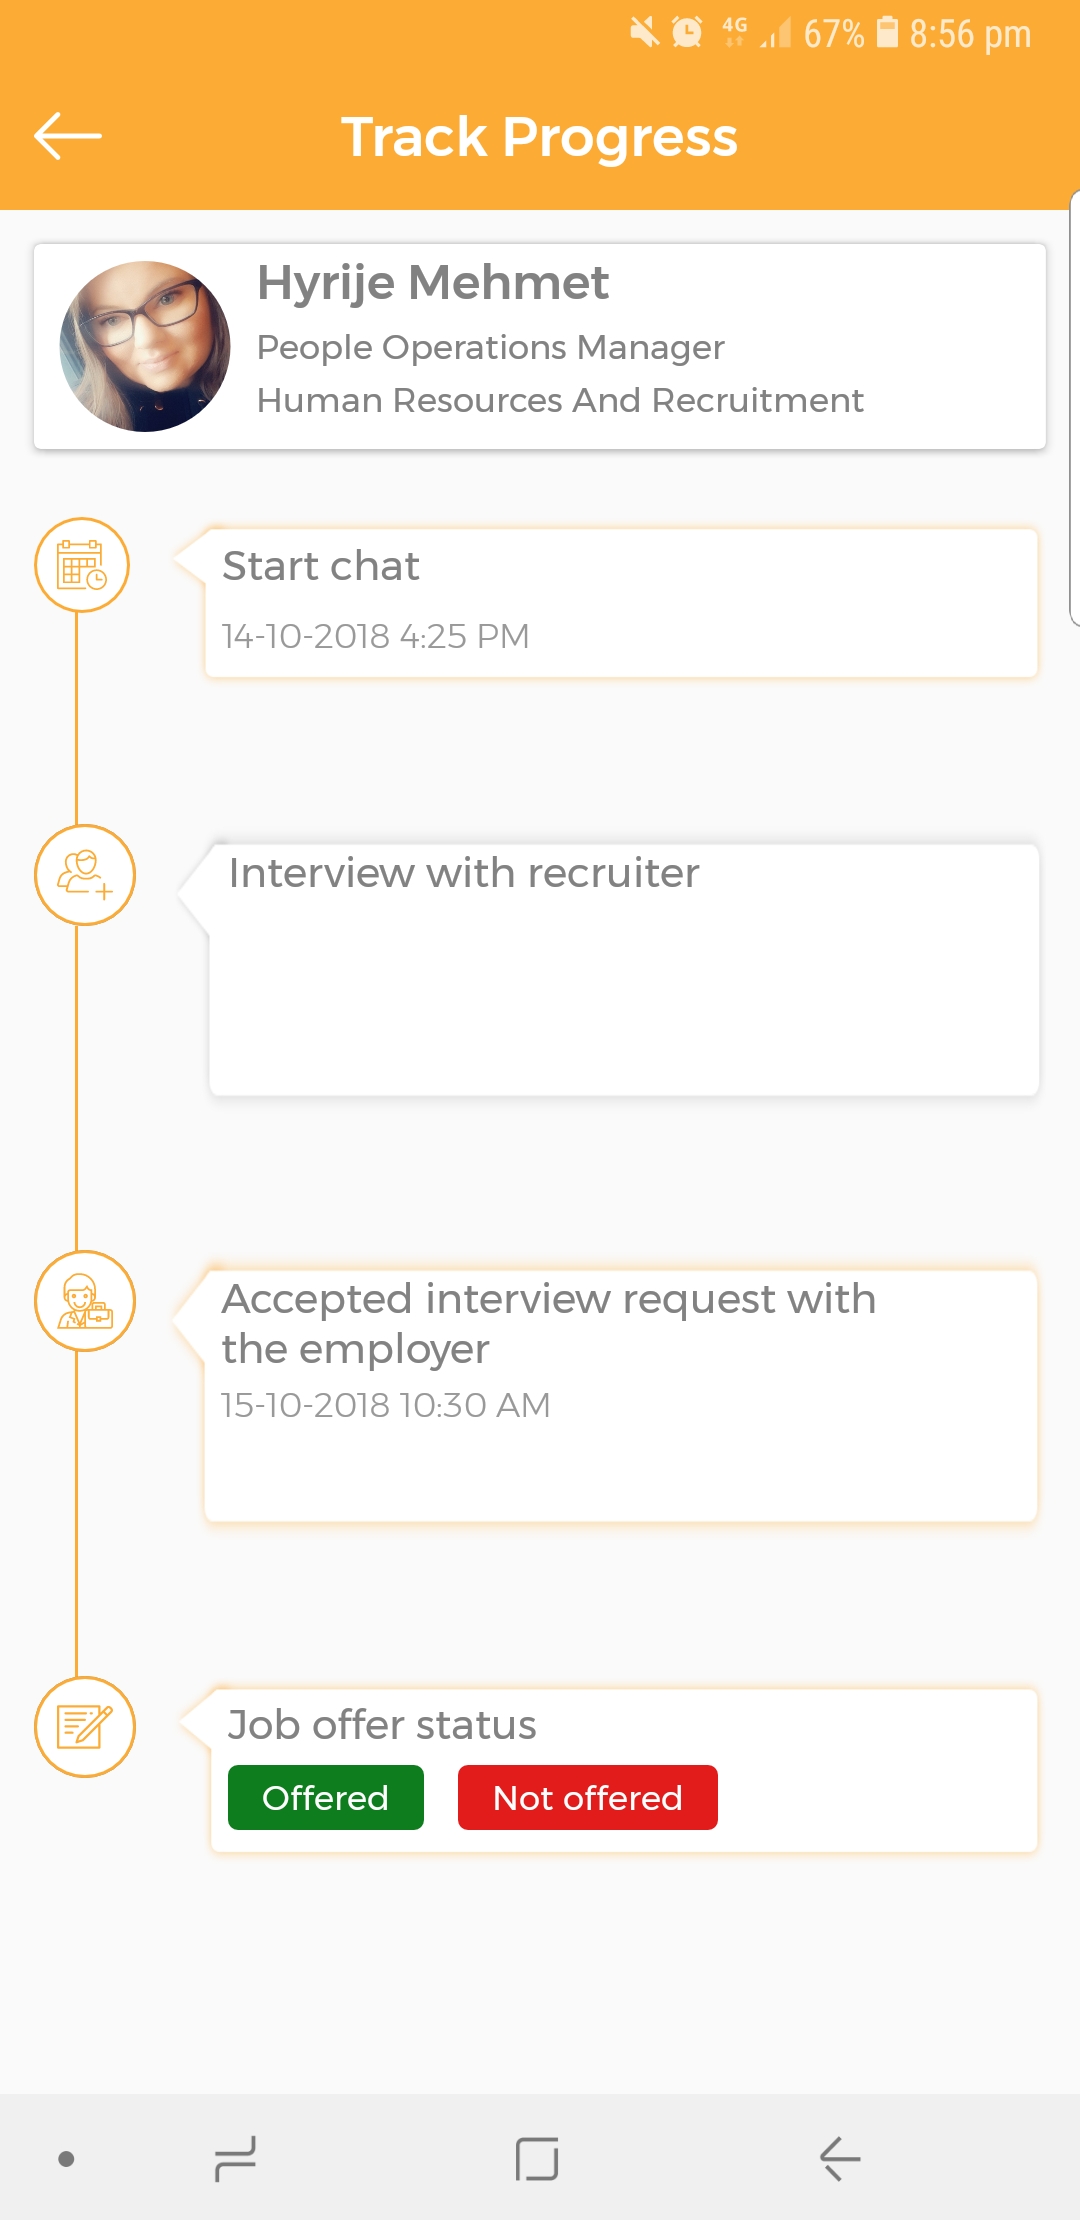 4G 67% 8:56 pm
Track Progress
Hyrije Mehmet
People Operations Manager
Human Resources And Recruitment
Start chat
14-10-2018 4:25 PM
Interview with recruiter
Accepted interview request with
the employer
15-10-2018 10:30 AM
Job offer status
Offered Not offered